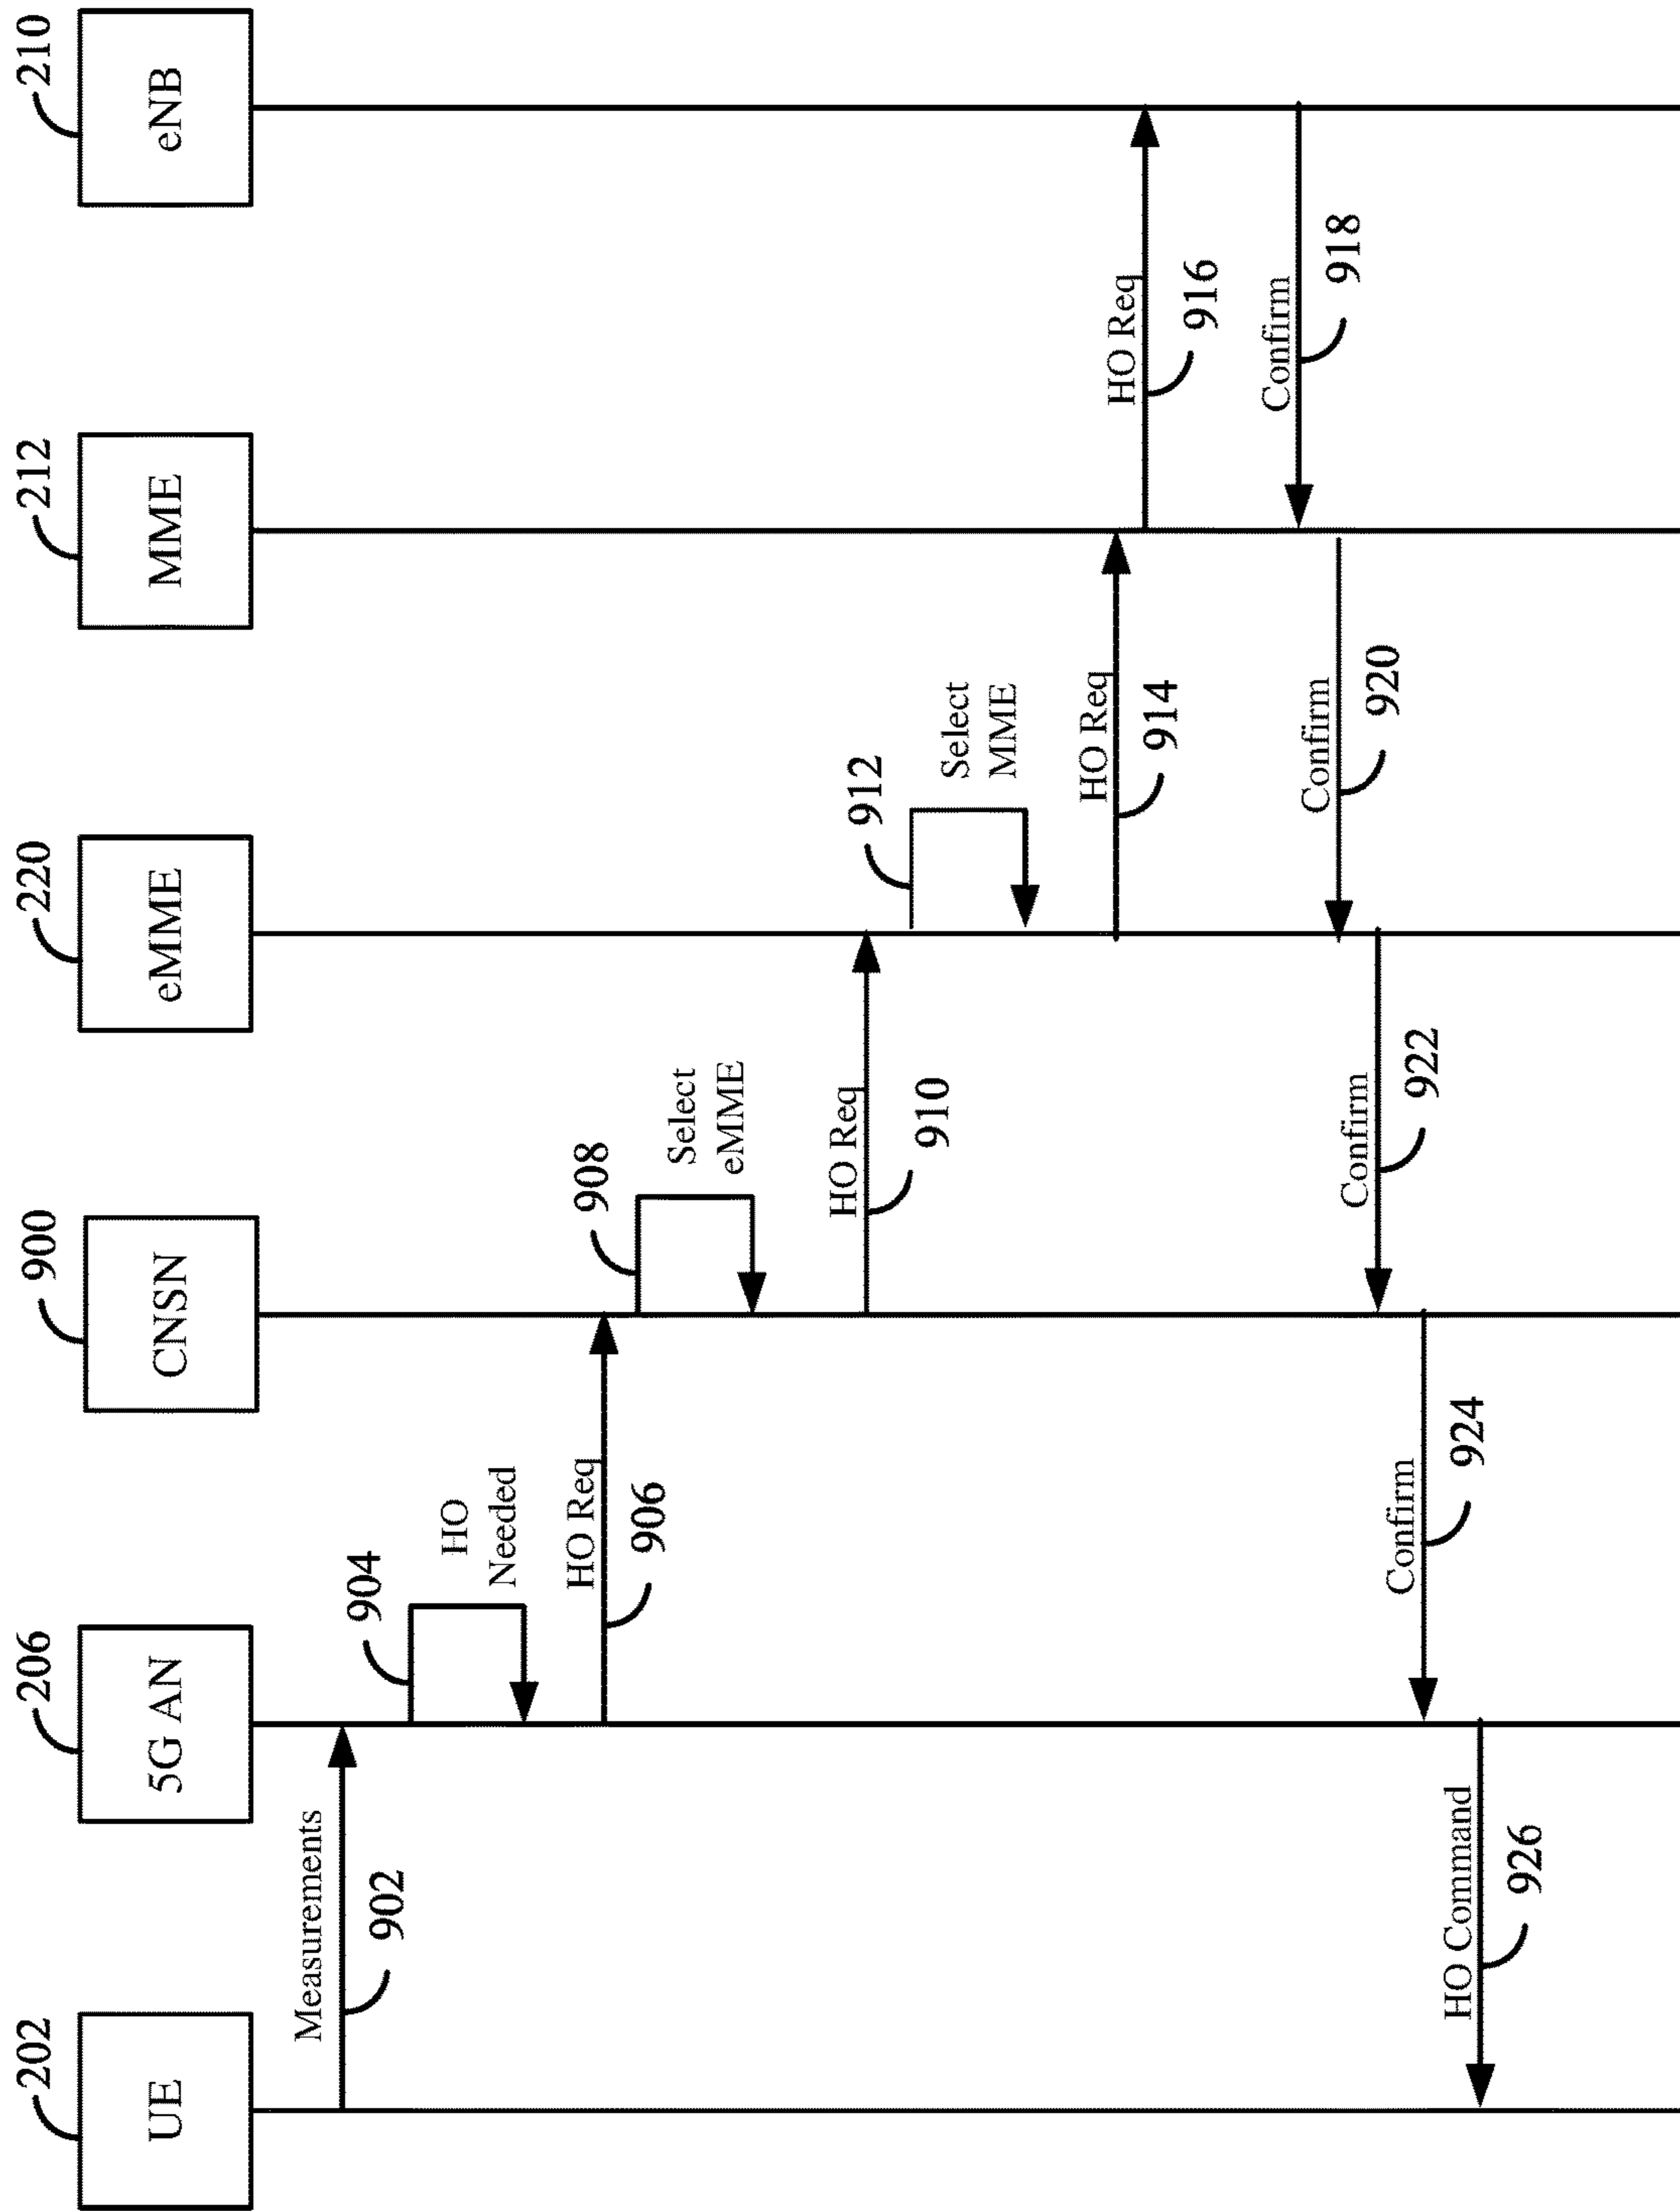 202
UE
206
5G AN
900
CNSN
220
eMME
212
MME
210
eNB
Measurements
902
904
HO
Needed
HO Req
906
908
Select
eMME
HO Req
910
912
Select
MME
HO Req
914
HO Req
916
Confirm
918
Confirm
920
Confirm
922
Confirm
924
HO Command
926